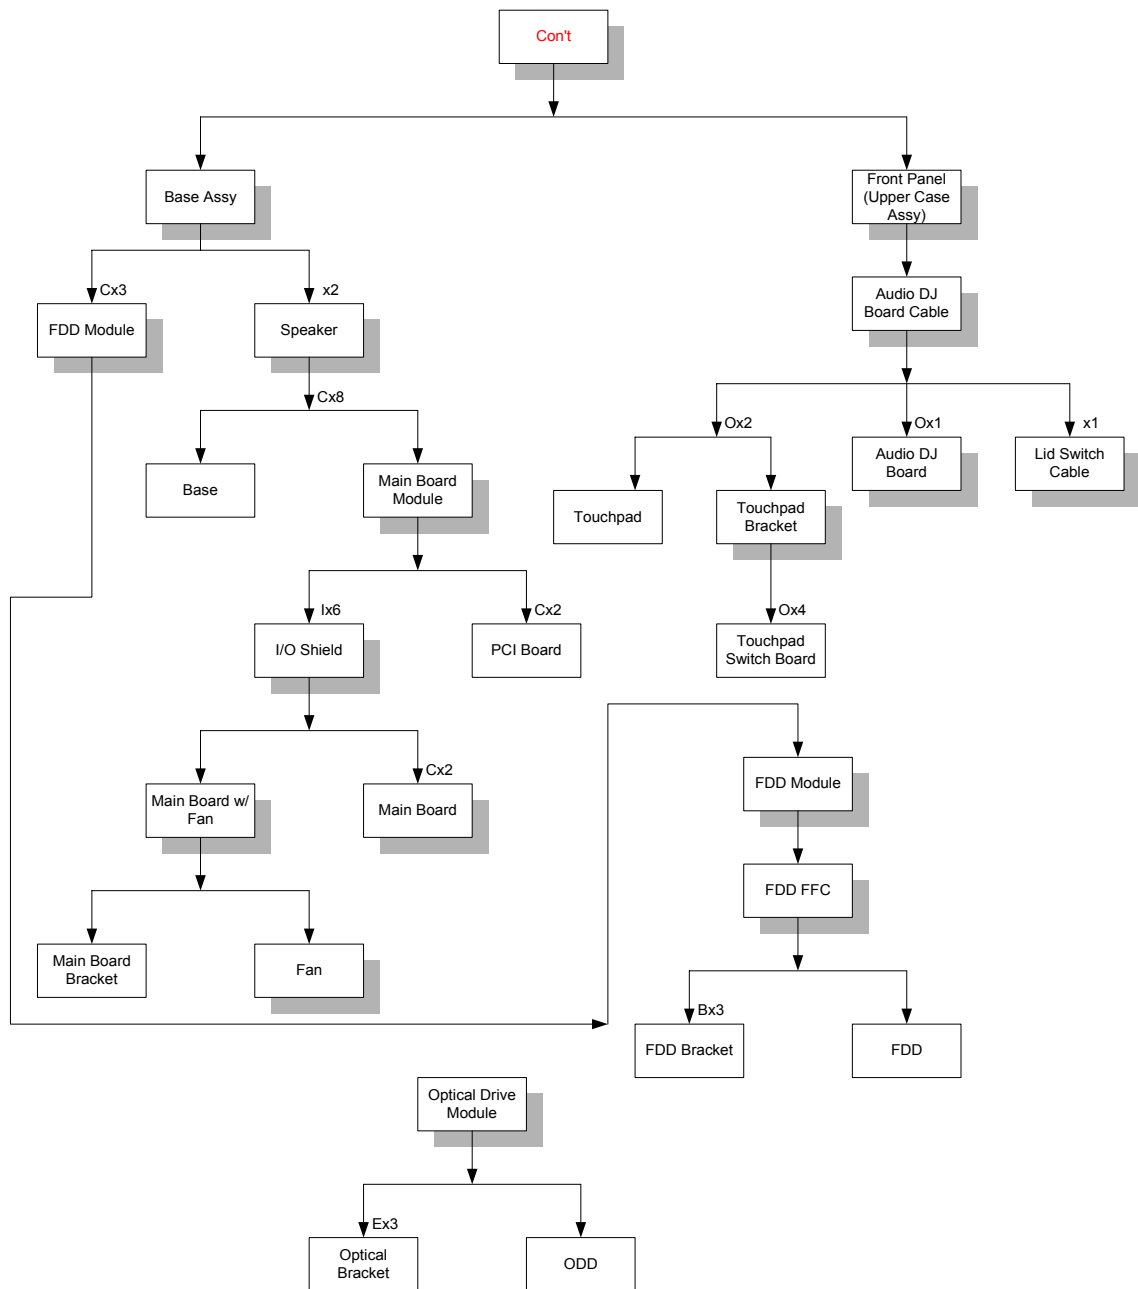 Con't
Base Assy
Front Panel
(Upper Case
Assy)
Cx3
x2
FDD Module
Speaker
Audio DJ
Board Cable
Cx8
Ox2
Ox1
x1
Base
Main Board
Module
Touchpad
Touchpad
Bracket
Audio DJ
Board
Lid Switch
Cable
Ix6
Cx2
Ox4
I/O Shield
PCI Board
Touchpad
Switch Board
Cx2
Main Board w/
Fan
Main Board
FDD Module
FDD FFC
Main Board
Bracket
Fan
Bx3
FDD Bracket
FDD
Optical Drive
Module
Ex3
Optical
Bracket
ODD